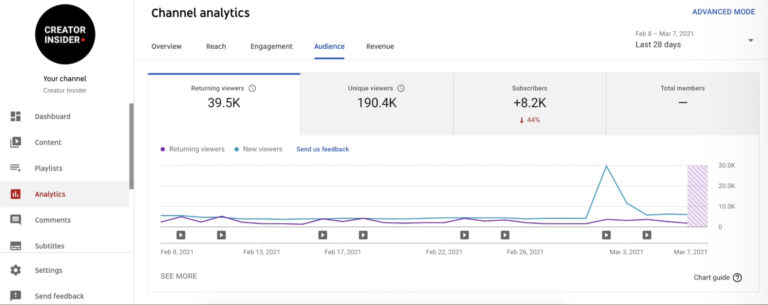 CREATOR
INSIDER
Your channel
Creator Insider
Dashboard
Content
Playlists
Analytics
Comments
Subtitles
Settings
Send feedback
Channel analytics
ADVANCED MODE
Overview
Reach
Engagement
Audience
Revenue
Feb 8 – Mar 7, 2021
Last 28 days
Returning viewers
39.5K
Unique viewers
190.4K
Subscribers
+8.2K
44%
Total members
—
Returning viewers
New viewers
Send us feedback
30.0K
20.0K
10.0K
0
Feb 8, 2021
Feb 13, 2021
Feb 17, 2021
Feb 22, 2021
Feb 26, 2021
Mar 3, 2021
Mar 7, 2021
SEE MORE
Chart guide